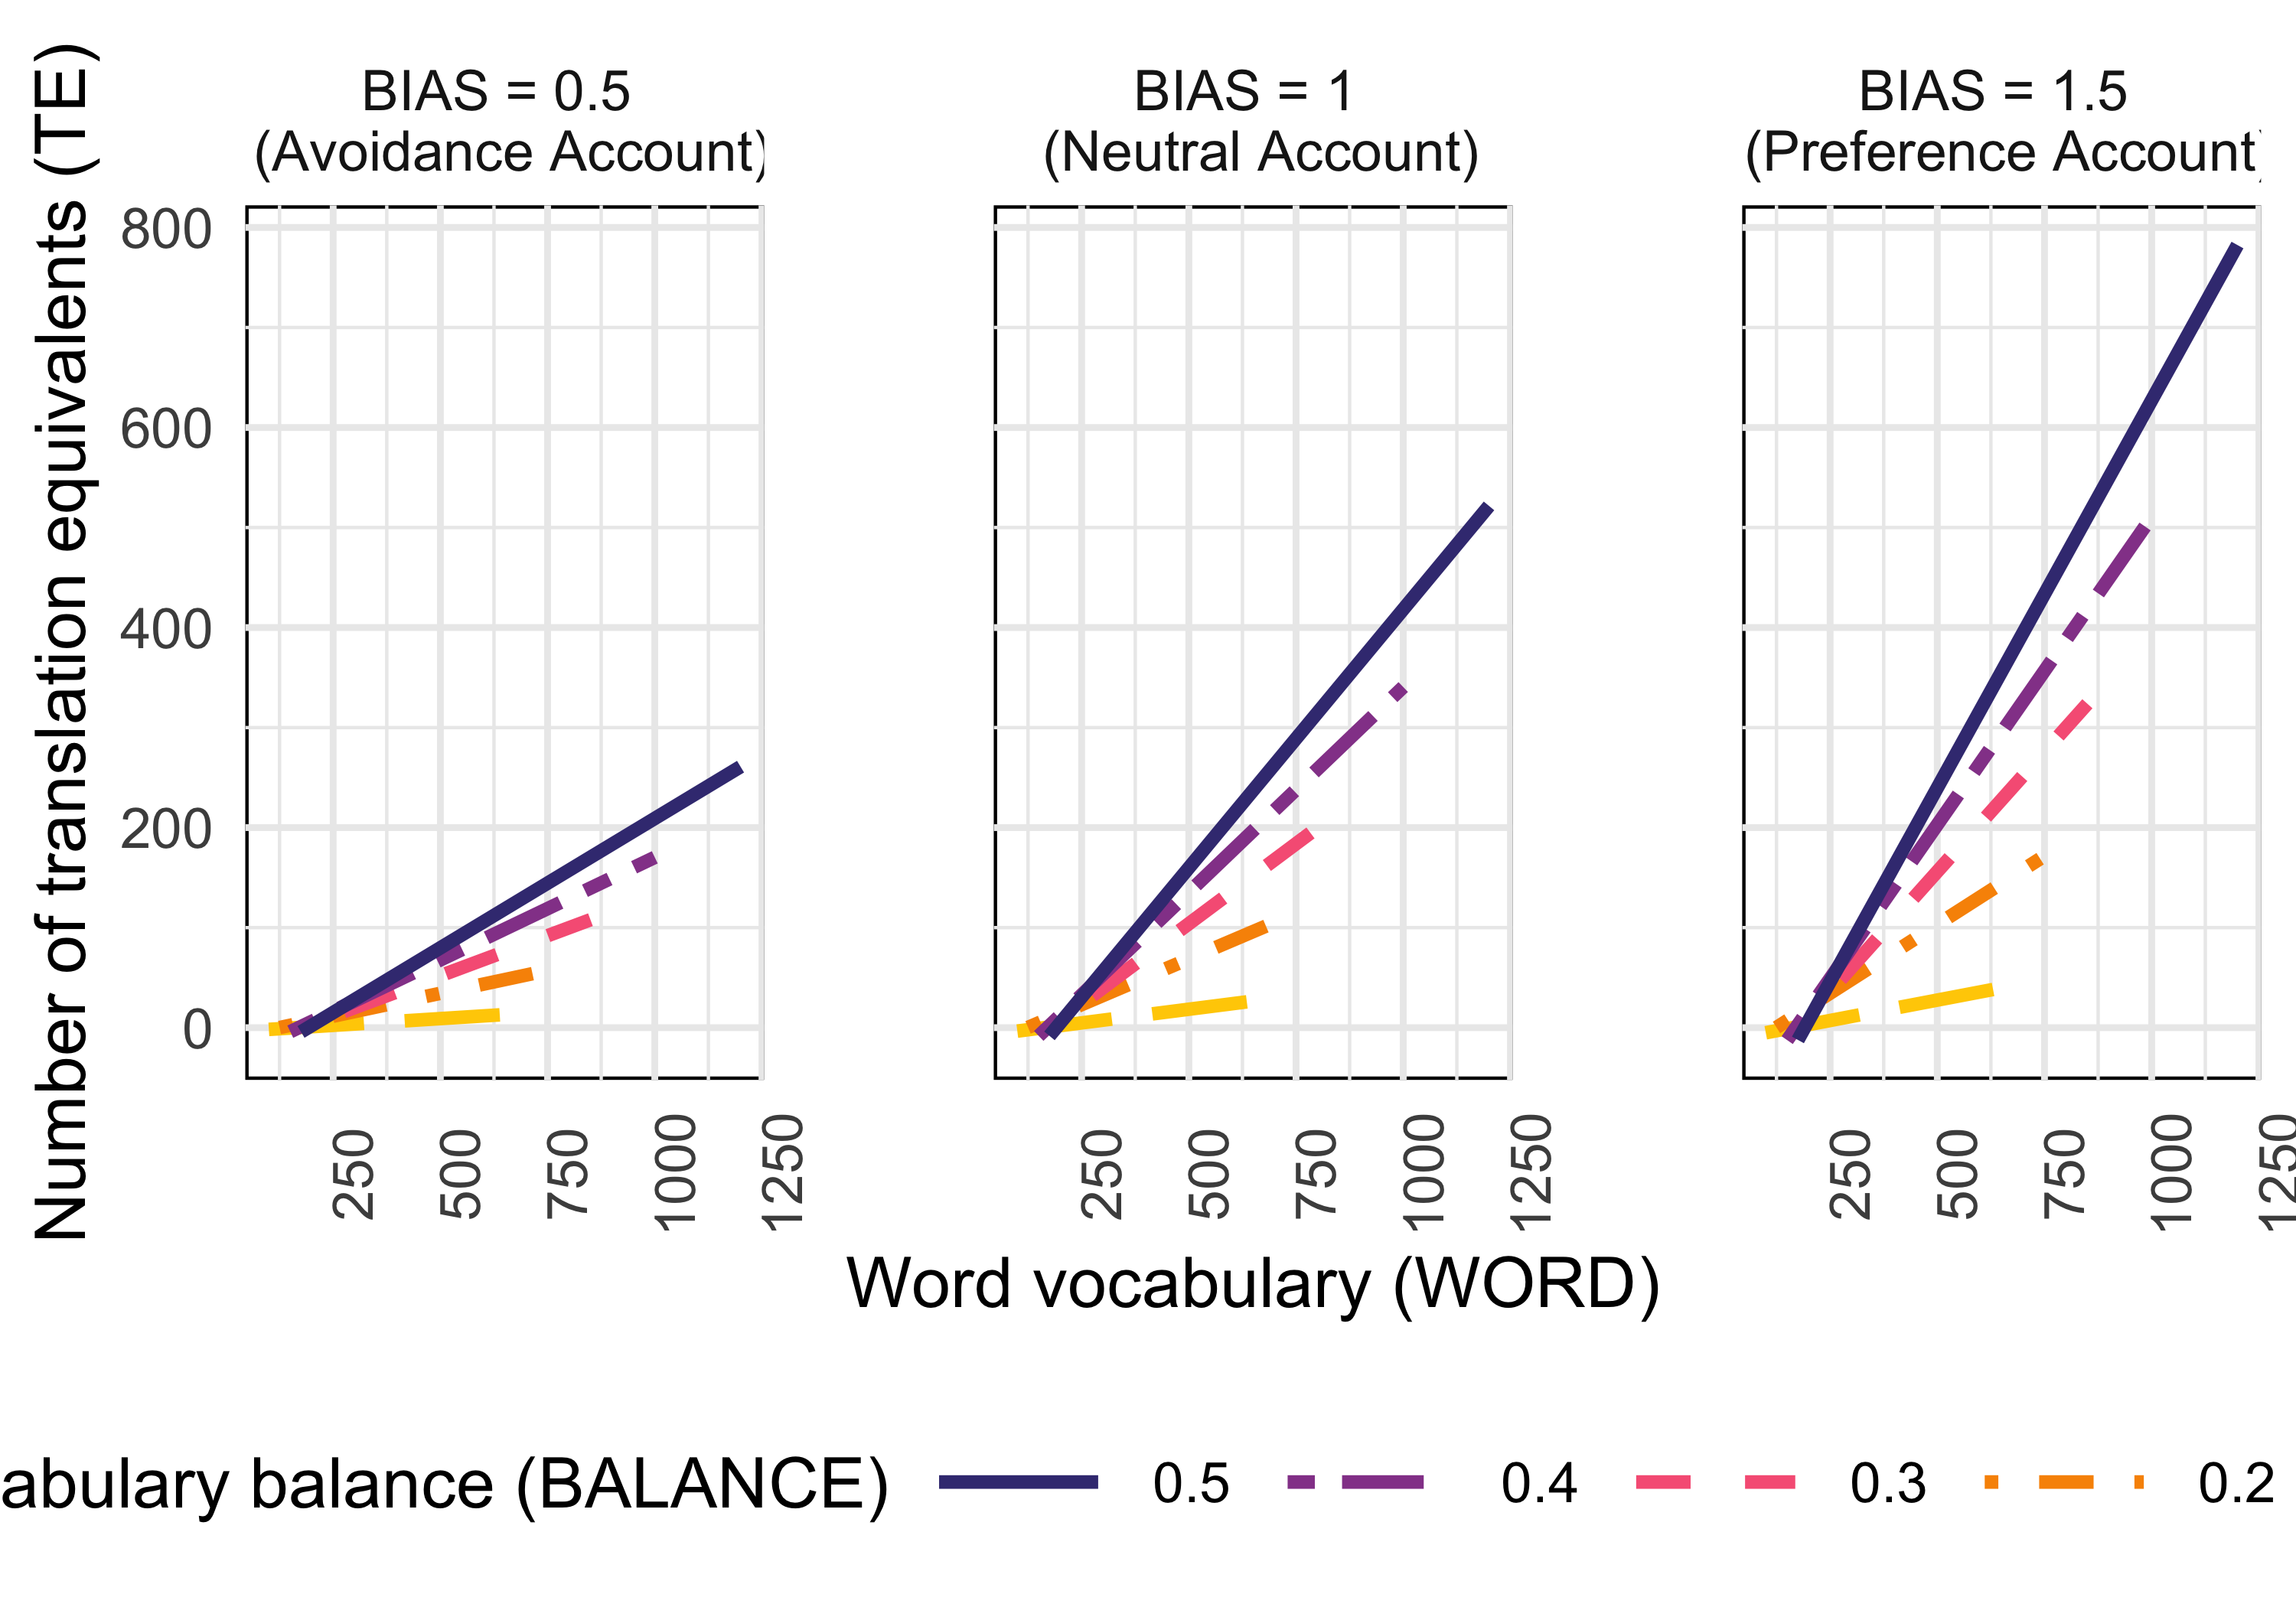 Number of translation equivalents (TE)
BIAS = 0.5
(Avoidance Account)
BIAS = 1
(Neutral Account)
BIAS = 1.5
(Preference Account
800
600
400
200
0
250
500
750
1000
1250
250
500
750
1000
1250
250
500
750
1000
1250
Word vocabulary (WORD)
abulary balance (BALANCE) 0.5 0.4 0.3 0.2